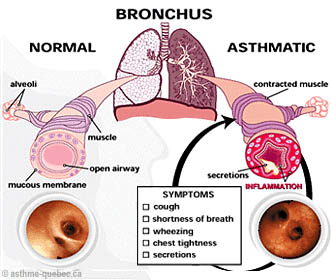 BRONCHUS
NORMAL
ASTHMATIC
alveoli
contracted muscle
muscle
open airway
mucous membrane
secretions
INFLAMMATION
SYMPTOMS
cough
shortness of breath
wheezing
chest tightness
secretions
© asthme-quebec.ca